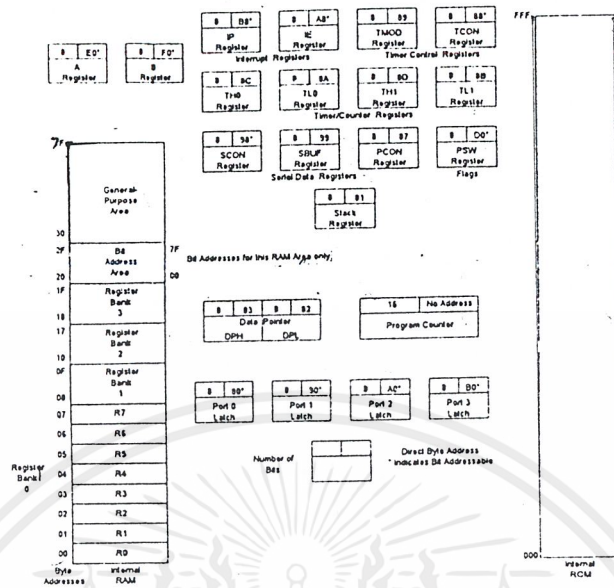 8 E0*
A
Register
8 F0*
B
Register
8 B8*
IP
Register
8 A8*
IE
Register
Interrupt Registers
8 89
TMOD
Register
8 88*
TCON
Register
Timer Control Registers
8 8C
TH0
Register
8 8A
TL0
Register
8 8D
TH1
Register
8 8B
TL1
Register
Timer/Counter Registers
8 98*
SCON
Register
8 99
SBUF
Register
8 87
PCON
Register
Serial Data Registers
8 D0*
PSW
Register
Flags
8 81
Stack
Register
8 83 8 82
Data Pointer
DPH DPL
16 No Address
Program Counter
8 80*
Port 0
Latch
8 90*
Port 1
Latch
8 A0*
Port 2
Latch
8 B0*
Port 3
Latch
Number of
Bits
Direct Byte Address
* Indicates Bit Addressable
7F
General-
Purpose
Area
30
2F
Bit
Address
Area
20
7F
00
Bit Addresses for this RAM Area only
1F
Register
Bank
3
18
17
Register
Bank
2
10
0F
Register
Bank
1
08
07 R7
06 R6
05 R5
04 R4
03 R3
02 R2
01 R1
00 R0
Register
Bank
0
Byte
Addresses
Internal
RAM
FFF
000
Internal
ROM